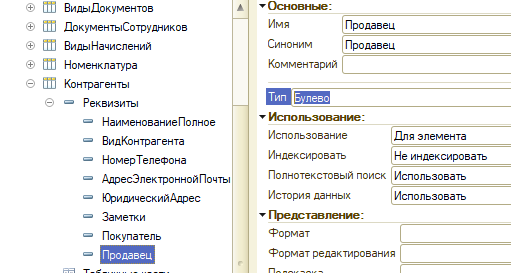 ВидыДокументов
ДокументыСотрудников
ВидыНачислений
Номенклатура
Контрагенты
Реквизиты
НаименованиеПолное
ВидКонтрагента
НомерТелефона
АдресЭлектроннойПочты
ЮридическийАдрес
Заметки
Покупатель
Продавец
Основные:
Имя Продавец
Синоним Продавец
Комментарий
Тип Булево
Использование:
Использование Для элемента
Индексировать Не индексировать
Полнотекстовый поиск Использовать
История данных Использовать
Представление:
Формат
Формат редактирования